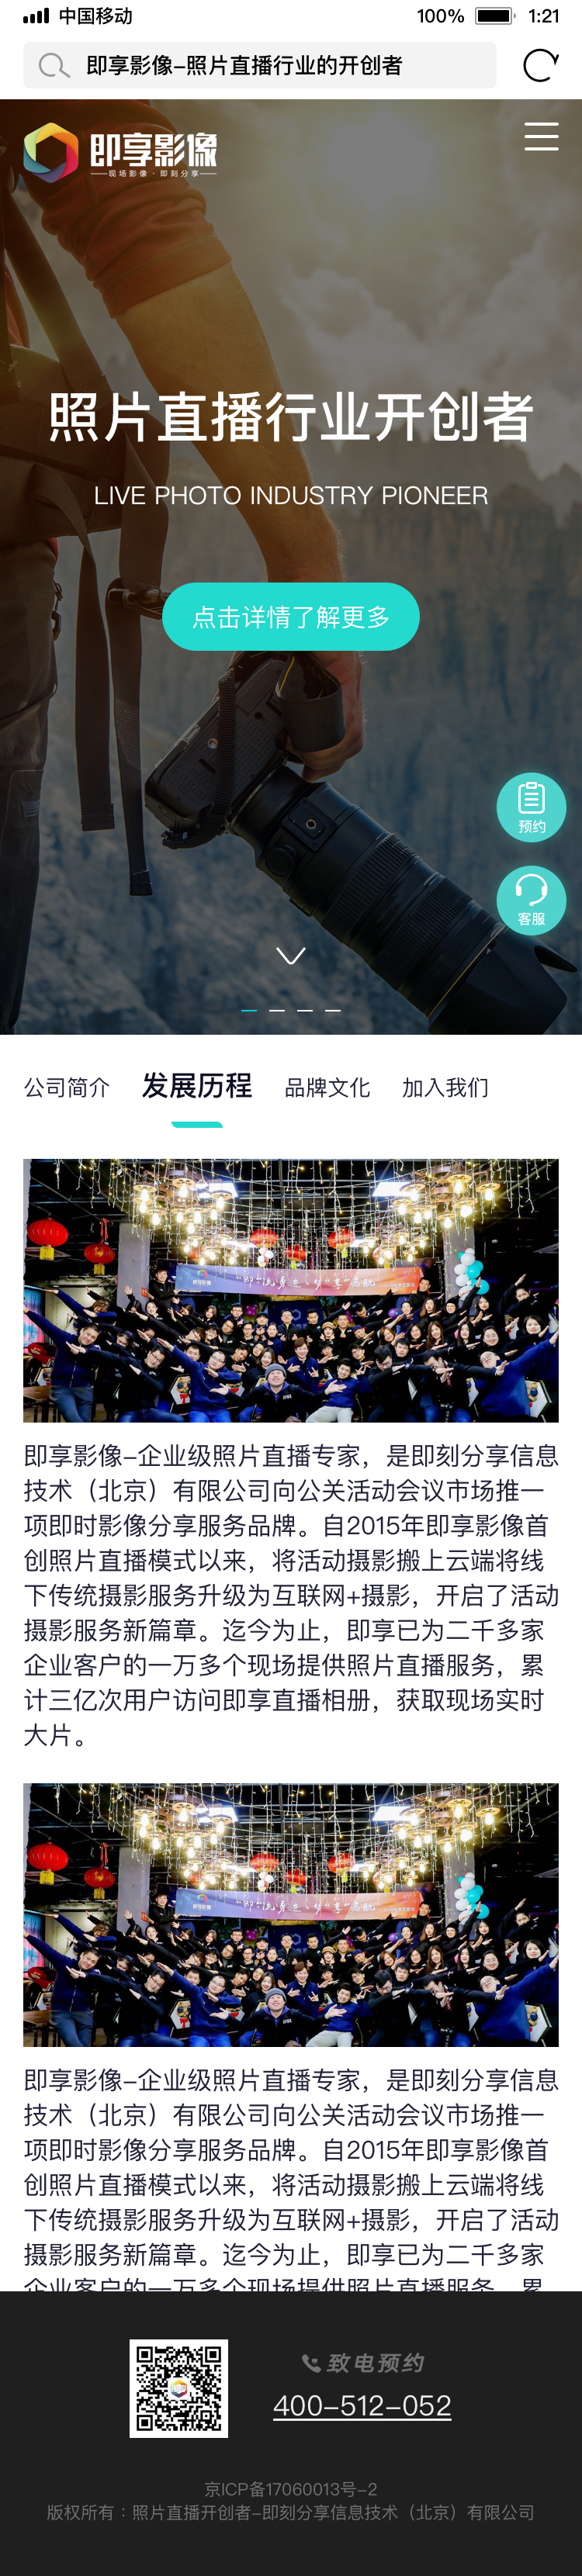 中国移动 100% 1:21
即享影像-照片直播行业的开创者
即享影像
现场影像·即刻分享
照片直播行业开创者
LIVE PHOTO INDUSTRY PIONEER
点击详情了解更多
预约
客服
公司简介 发展历程 品牌文化 加入我们
即享影像-企业级照片直播专家，是即刻分享信息
技术（北京）有限公司向公关活动会议市场推一
项即时影像分享服务品牌。自2015年即享影像首
创照片直播模式以来，将活动摄影搬上云端将线
下传统摄影服务升级为互联网+摄影，开启了活动
摄影服务新篇章。迄今为止，即享已为二千多家
企业客户的一万多个现场提供照片直播服务，累
计三亿次用户访问即享直播相册，获取现场实时
大片。
即享影像-企业级照片直播专家，是即刻分享信息
技术（北京）有限公司向公关活动会议市场推一
项即时影像分享服务品牌。自2015年即享影像首
创照片直播模式以来，将活动摄影搬上云端将线
下传统摄影服务升级为互联网+摄影，开启了活动
摄影服务新篇章。迄今为止，即享已为二千多家
企业客户的一万多个现场提供照片直播服务，累
致电预约
400-512-052
京ICP备17060013号-2
版权所有：照片直播开创者-即刻分享信息技术（北京）有限公司